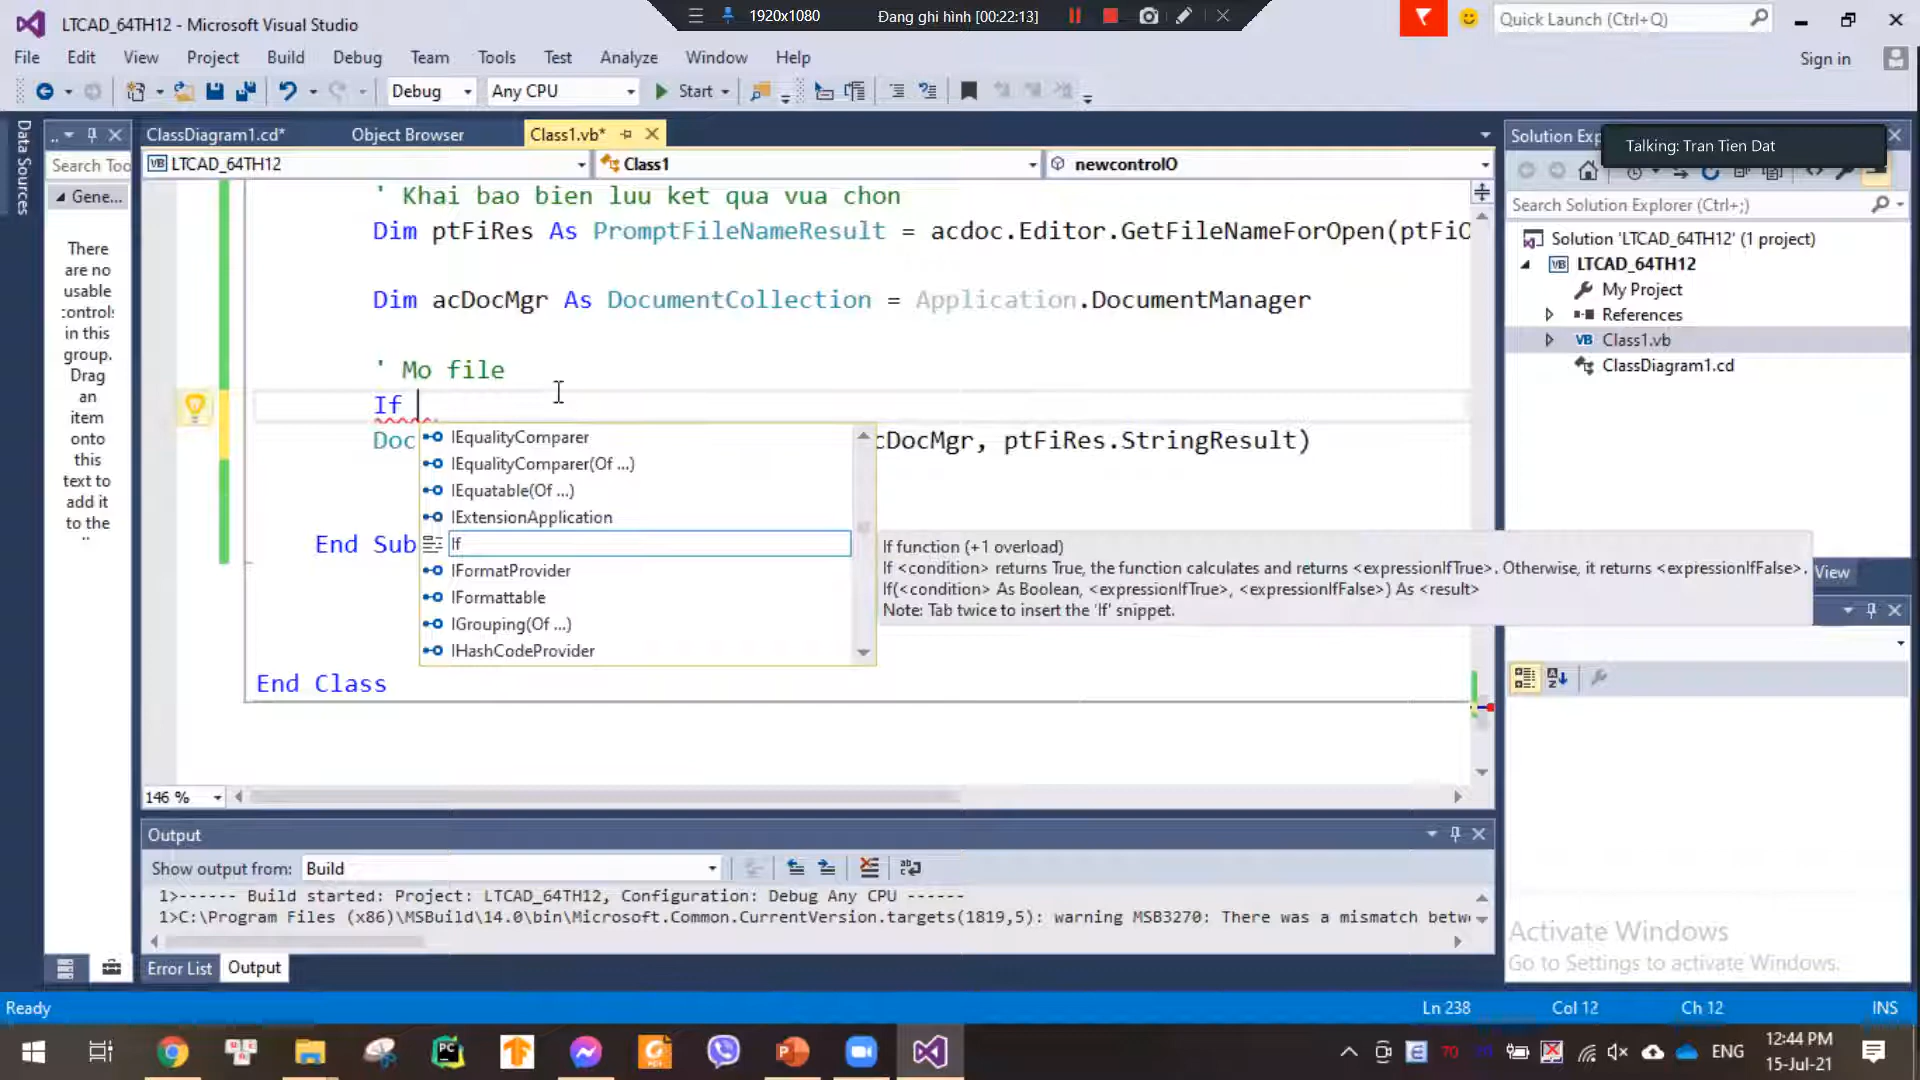 LTCAD_64TH12 - Microsoft Visual Studio
1920x1080
Đang ghi hình [00:22:13]
Quick Launch (Ctrl+Q)
File Edit View Project Build Debug Team Tools Test Analyze Window Help
Sign in
Debug
Any CPU
Start
Data Sources
ClassDiagram1.cd*
Object Browser
Class1.vb*
Solution Exp
Talking: Tran Tien Dat
Search Too
LTCAD_64TH12
Class1
newcontrolO
Gene...
There
are no
usable
control:
in this
group.
Drag
an
item
onto
this
text to
add it
to the
' Khai bao bien luu ket qua vua chon
Dim ptFiRes As PromptFileNameResult = acdoc.Editor.GetFileNameForOpen(ptFiO
Dim acDocMgr As DocumentCollection = Application.DocumentManager
' Mo file
If
Doc
cDocMgr, ptFiRes.StringResult)
IEqualityComparer
IEqualityComparer(Of ...)
IEquatable(Of ...)
IExtensionApplication
If
IFormatProvider
IFormattable
IGrouping(Of ...)
IHashCodeProvider
If function (+1 overload)
If <condition> returns True, the function calculates and returns <expressionIfTrue>. Otherwise, it returns <expressionIfFalse>.
If(<condition> As Boolean, <expressionIfTrue>, <expressionIfFalse>) As <result>
Note: Tab twice to insert the 'If' snippet.
End Sub
End Class
Search Solution Explorer (Ctrl+;)
Solution 'LTCAD_64TH12' (1 project)
LTCAD_64TH12
My Project
References
Class1.vb
ClassDiagram1.cd
View
146 %
Output
Show output from:
Build
1>------ Build started: Project: LTCAD_64TH12, Configuration: Debug Any CPU ------
1>C:\Program Files (x86)\MSBuild\14.0\bin\Microsoft.Common.CurrentVersion.targets(1819,5): warning MSB3270: There was a mismatch betw
Error List
Output
Activate Windows
Go to Settings to activate Windows.
Ready
Ln 238
Col 12
Ch 12
INS
70
ENG
12:44 PM
15-Jul-21